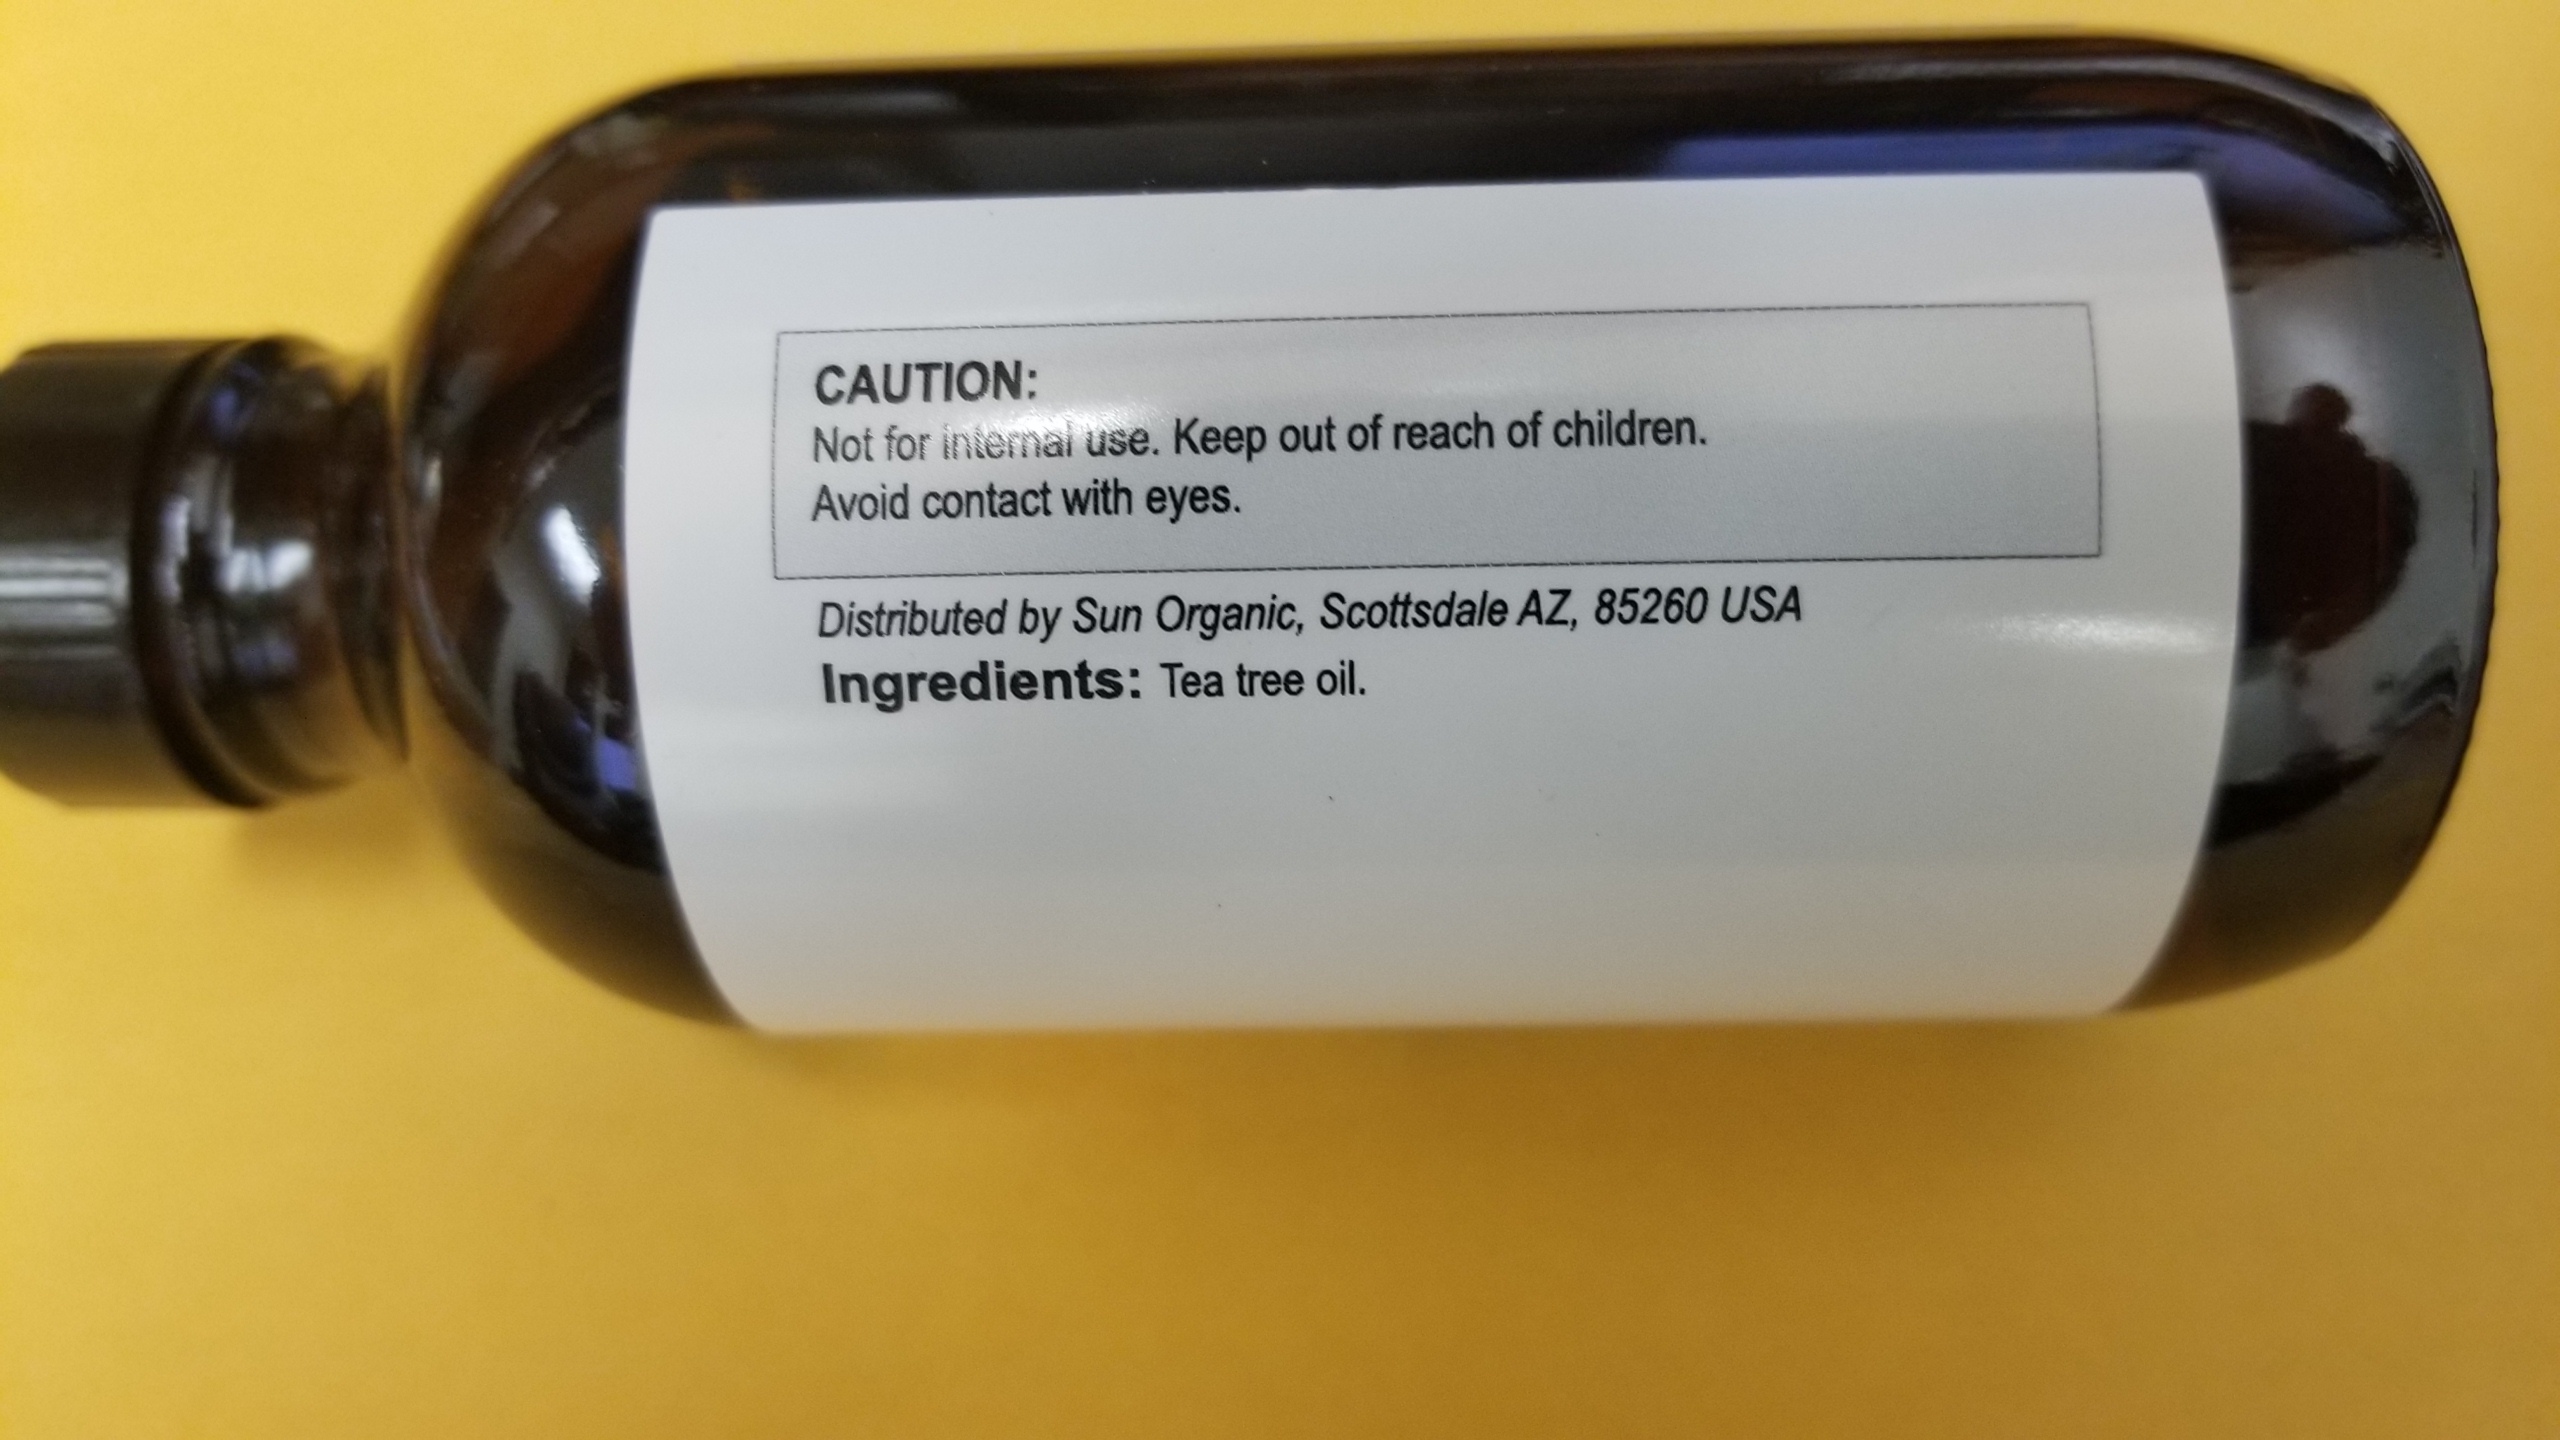 CAUTION:
Not for internal use. Keep out of reach of children.
Avoid contact with eyes.
Distributed by Sun Organic, Scottsdale AZ, 85260 USA
Ingredients: Tea tree oil.